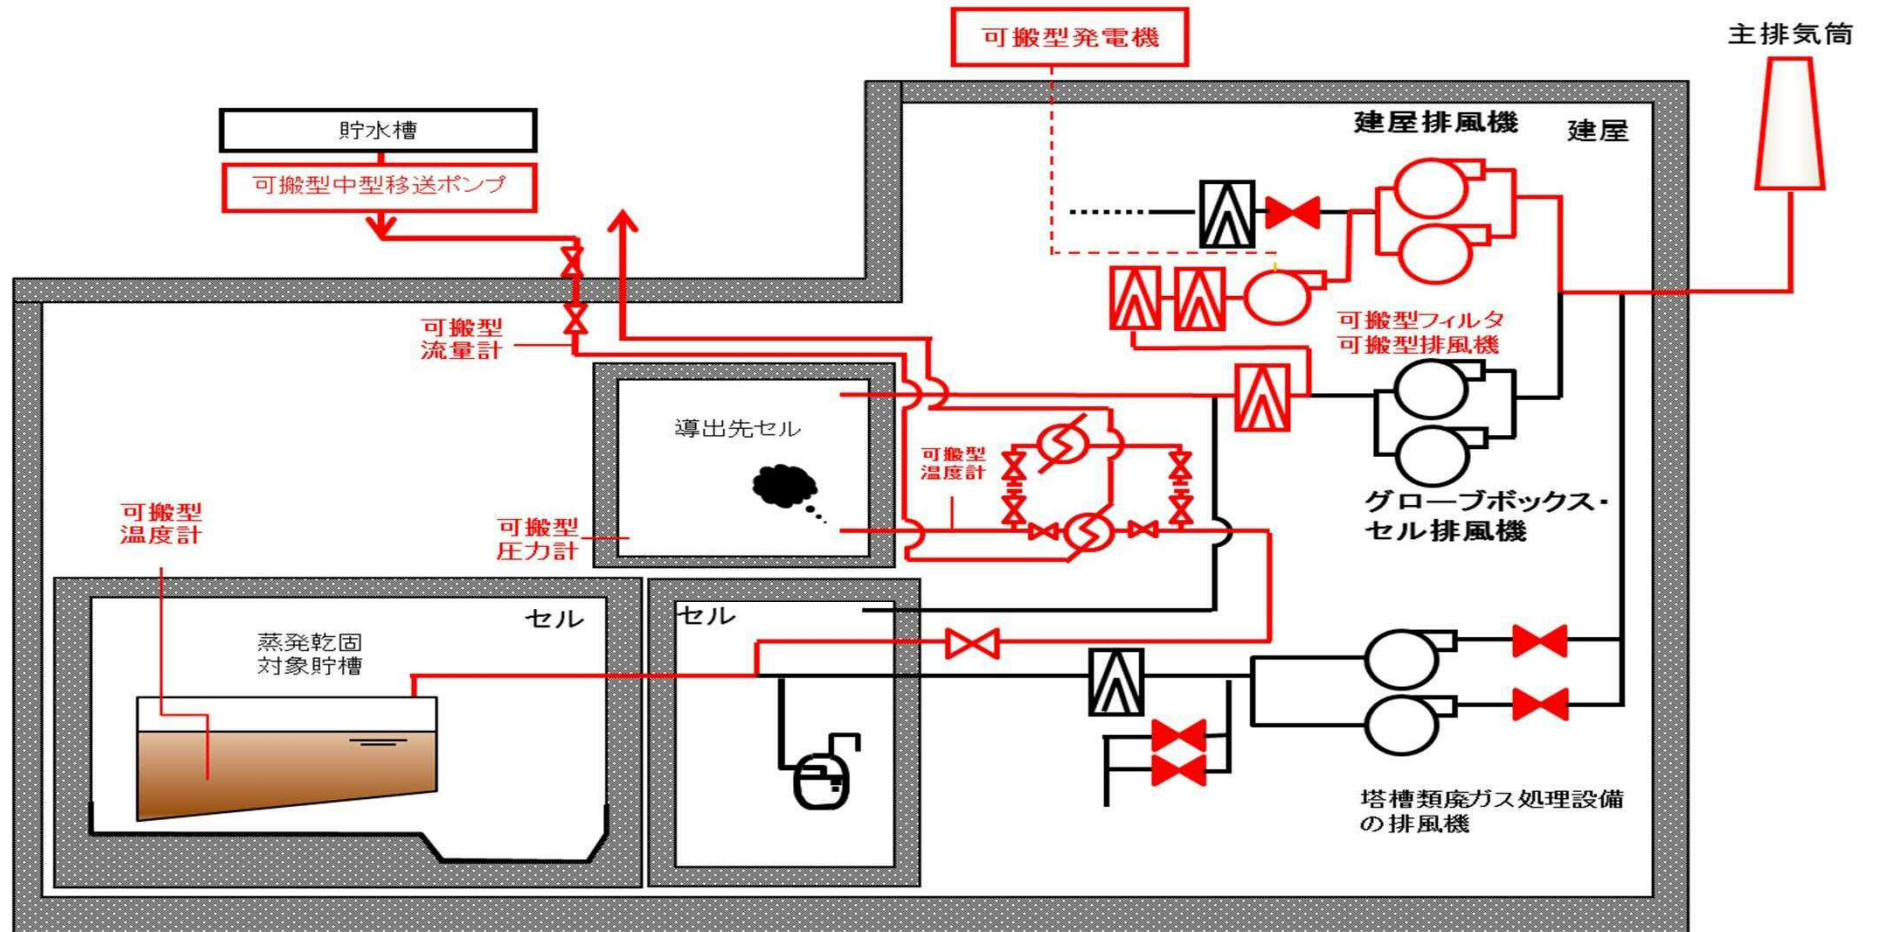 可搬型発電機
主排気筒
貯水槽
建屋排風機
建屋
可搬型中型移送ポンプ
可搬型
流量計
可搬型フィルタ
可搬型排風機
導出先セル
可搬型
温度計
グローブボックス・
セル排風機
可搬型
温度計
可搬型
圧力計
セル
セル
蒸発乾固
対象貯槽
塔槽類廃ガス処理設備
の排風機